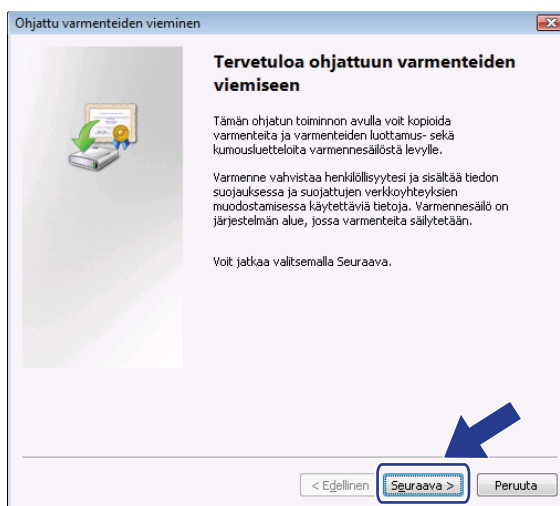 Ohjattu varmenteiden vieminen
Tervetuloa ohjattuun varmenteiden
viemiseen
Tämän ohjatun toiminnon avulla voit kopioida
varmenteita ja varmenteiden luottamus- sekä
kumousluetteloita varmennesäilöstä levylle.
Varmenne vahvistaa henkilöllisyytesi ja sisältää tiedon
suojauksessa ja suojattujen verkkoyhteyksien
muodostamisessa käytettäviä tietoja. Varmennesäilö on
järjestelmän alue, jossa varmenteita säilytetään.
Voit jatkaa valitsemalla Seuraava.
< Edellinen Seuraava > Peruuta